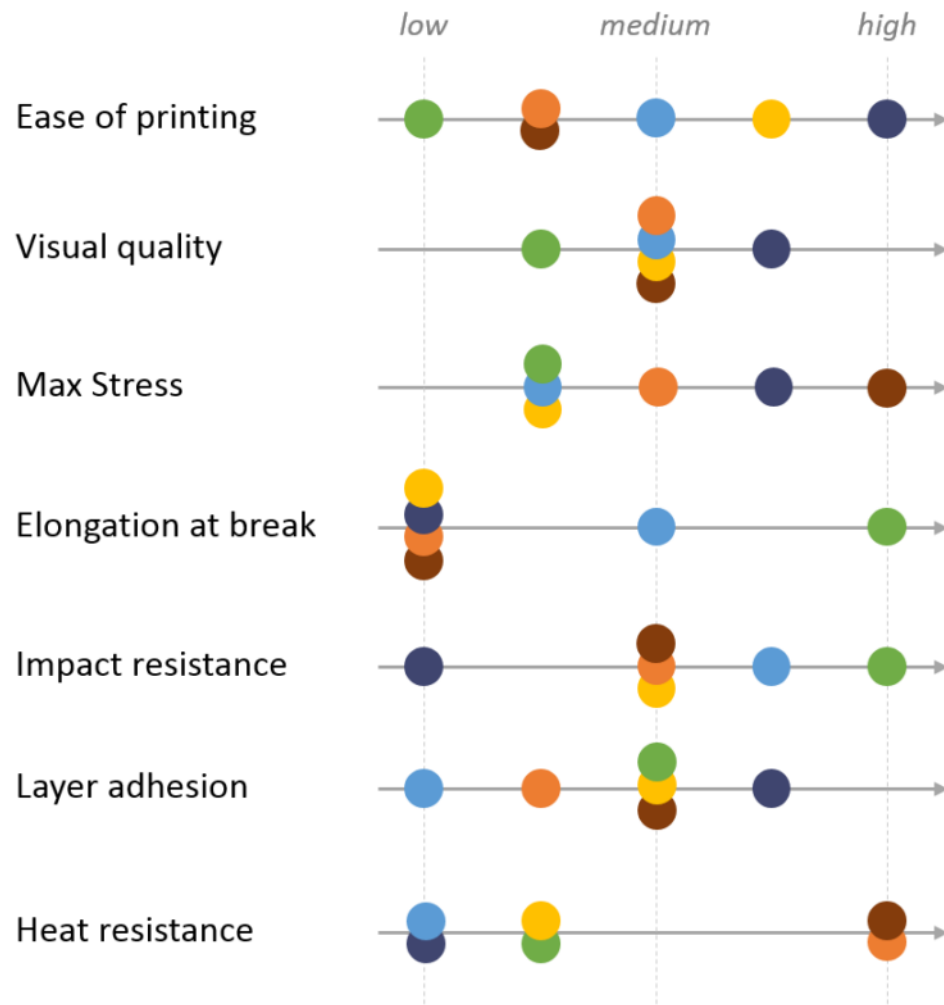 low medium high
Ease of printing
Visual quality
Max Stress
Elongation at break
Impact resistance
Layer adhesion
Heat resistance